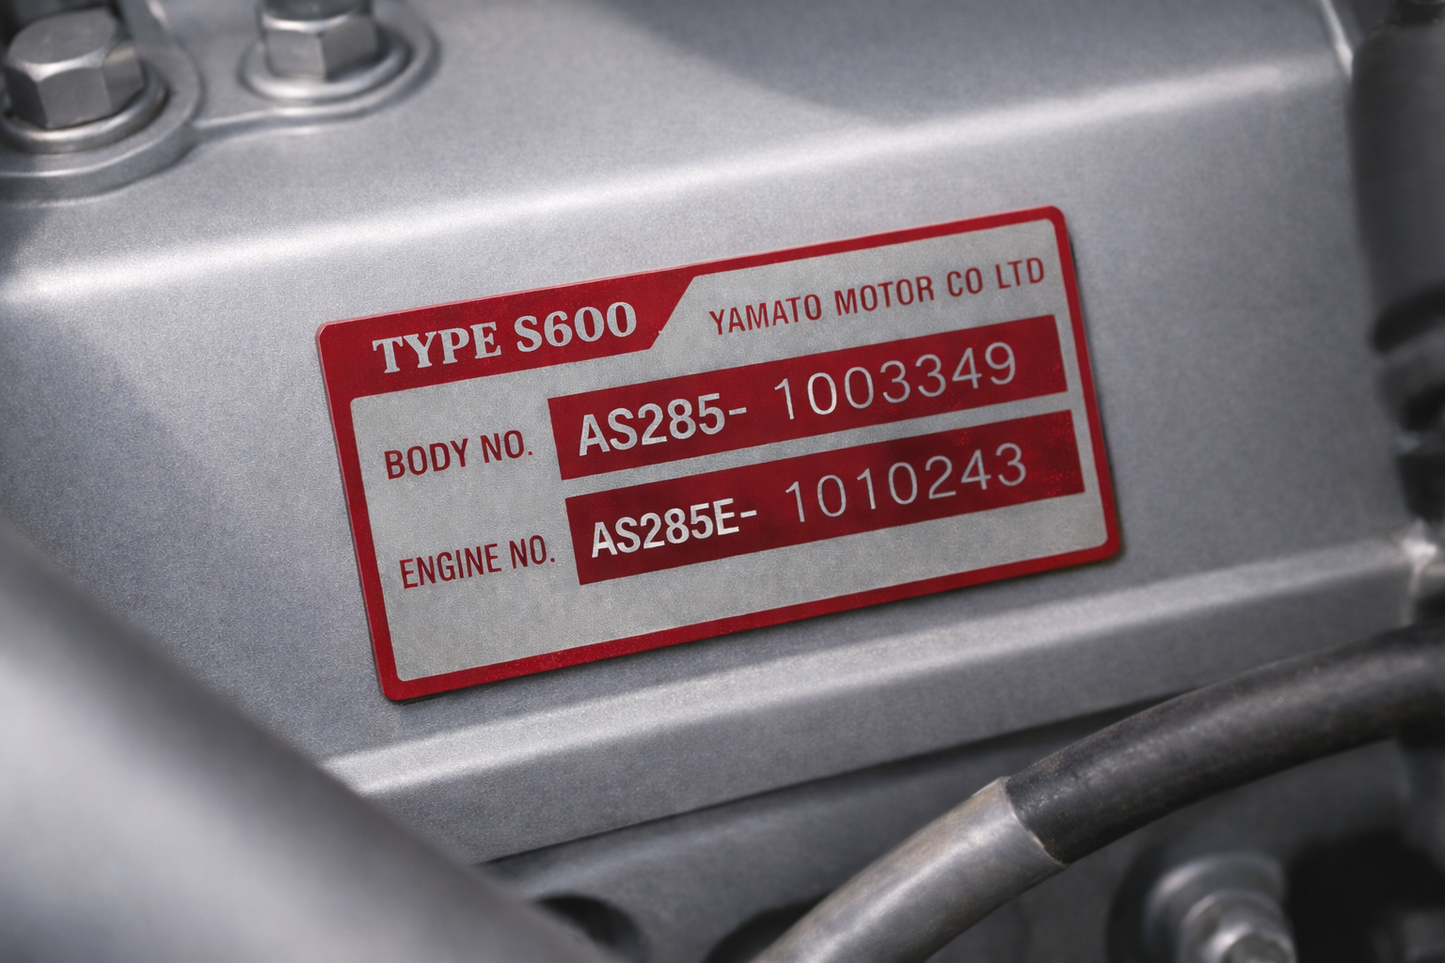 TYPE S600
YAMATO MOTOR CO LTD
BODY NO. AS285- 1003349
ENGINE NO. AS285E- 1010243